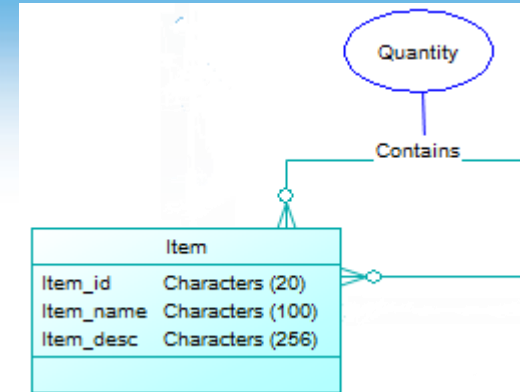 Quantity
Contains
Item
Item_id Characters (20)
Item_name Characters (100)
Item_desc Characters (256)